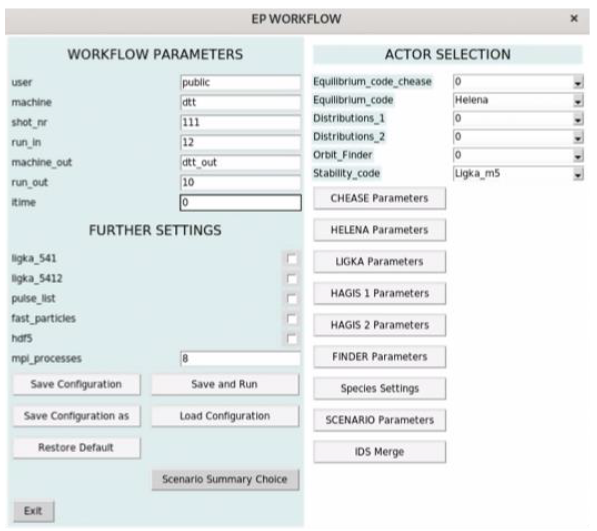 EP WORKFLOW
WORKFLOW PARAMETERS
user public
machine dtt
shot_nr 111
run_in 12
machine_out dtt_out
run_out 10
itime 0
FURTHER SETTINGS
ligka_541
ligka_5412
pulse_list
fast_particles
hdf5
mpi_processes 8
Save Configuration Save and Run
Save Configuration as Load Configuration
Restore Default
Scenario Summary Choice
Exit
ACTOR SELECTION
Equilibrium_code_chease 0
Equilibrium_code Helena
Distributions_1 0
Distributions_2 0
Orbit_Finder 0
Stability_code Ligka_m5
CHEASE Parameters
HELENA Parameters
LIGKA Parameters
HAGIS 1 Parameters
HAGIS 2 Parameters
FINDER Parameters
Species Settings
SCENARIO Parameters
IDS Merge